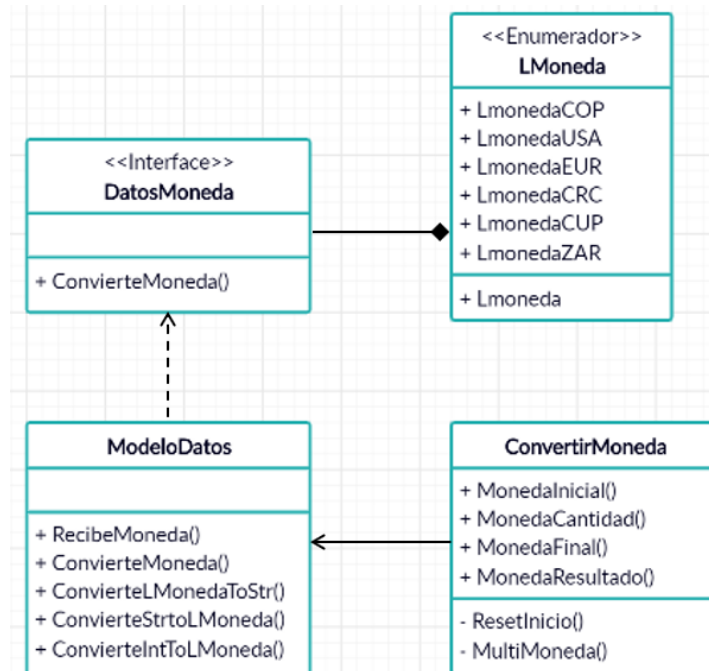 <<Enumerador>>
LMoneda
+ LmonedaCOP
+ LmonedaUSA
+ LmonedaEUR
+ LmonedaCRC
+ LmonedaCUP
+ LmonedaZAR
+ Lmoneda
<<Interface>>
DatosMoneda
+ ConvierteMoneda()
ModeloDatos
+ RecibeMoneda()
+ ConvierteMoneda()
+ ConvierteLMonedaToStr()
+ ConvierteStrtoLMoneda()
+ ConvierteIntToLMoneda()
ConvertirMoneda
+ MonedaInicial()
+ MonedaCantidad()
+ MonedaFinal()
+ MonedaResultado()
- ResetInicio()
- MultiMoneda()